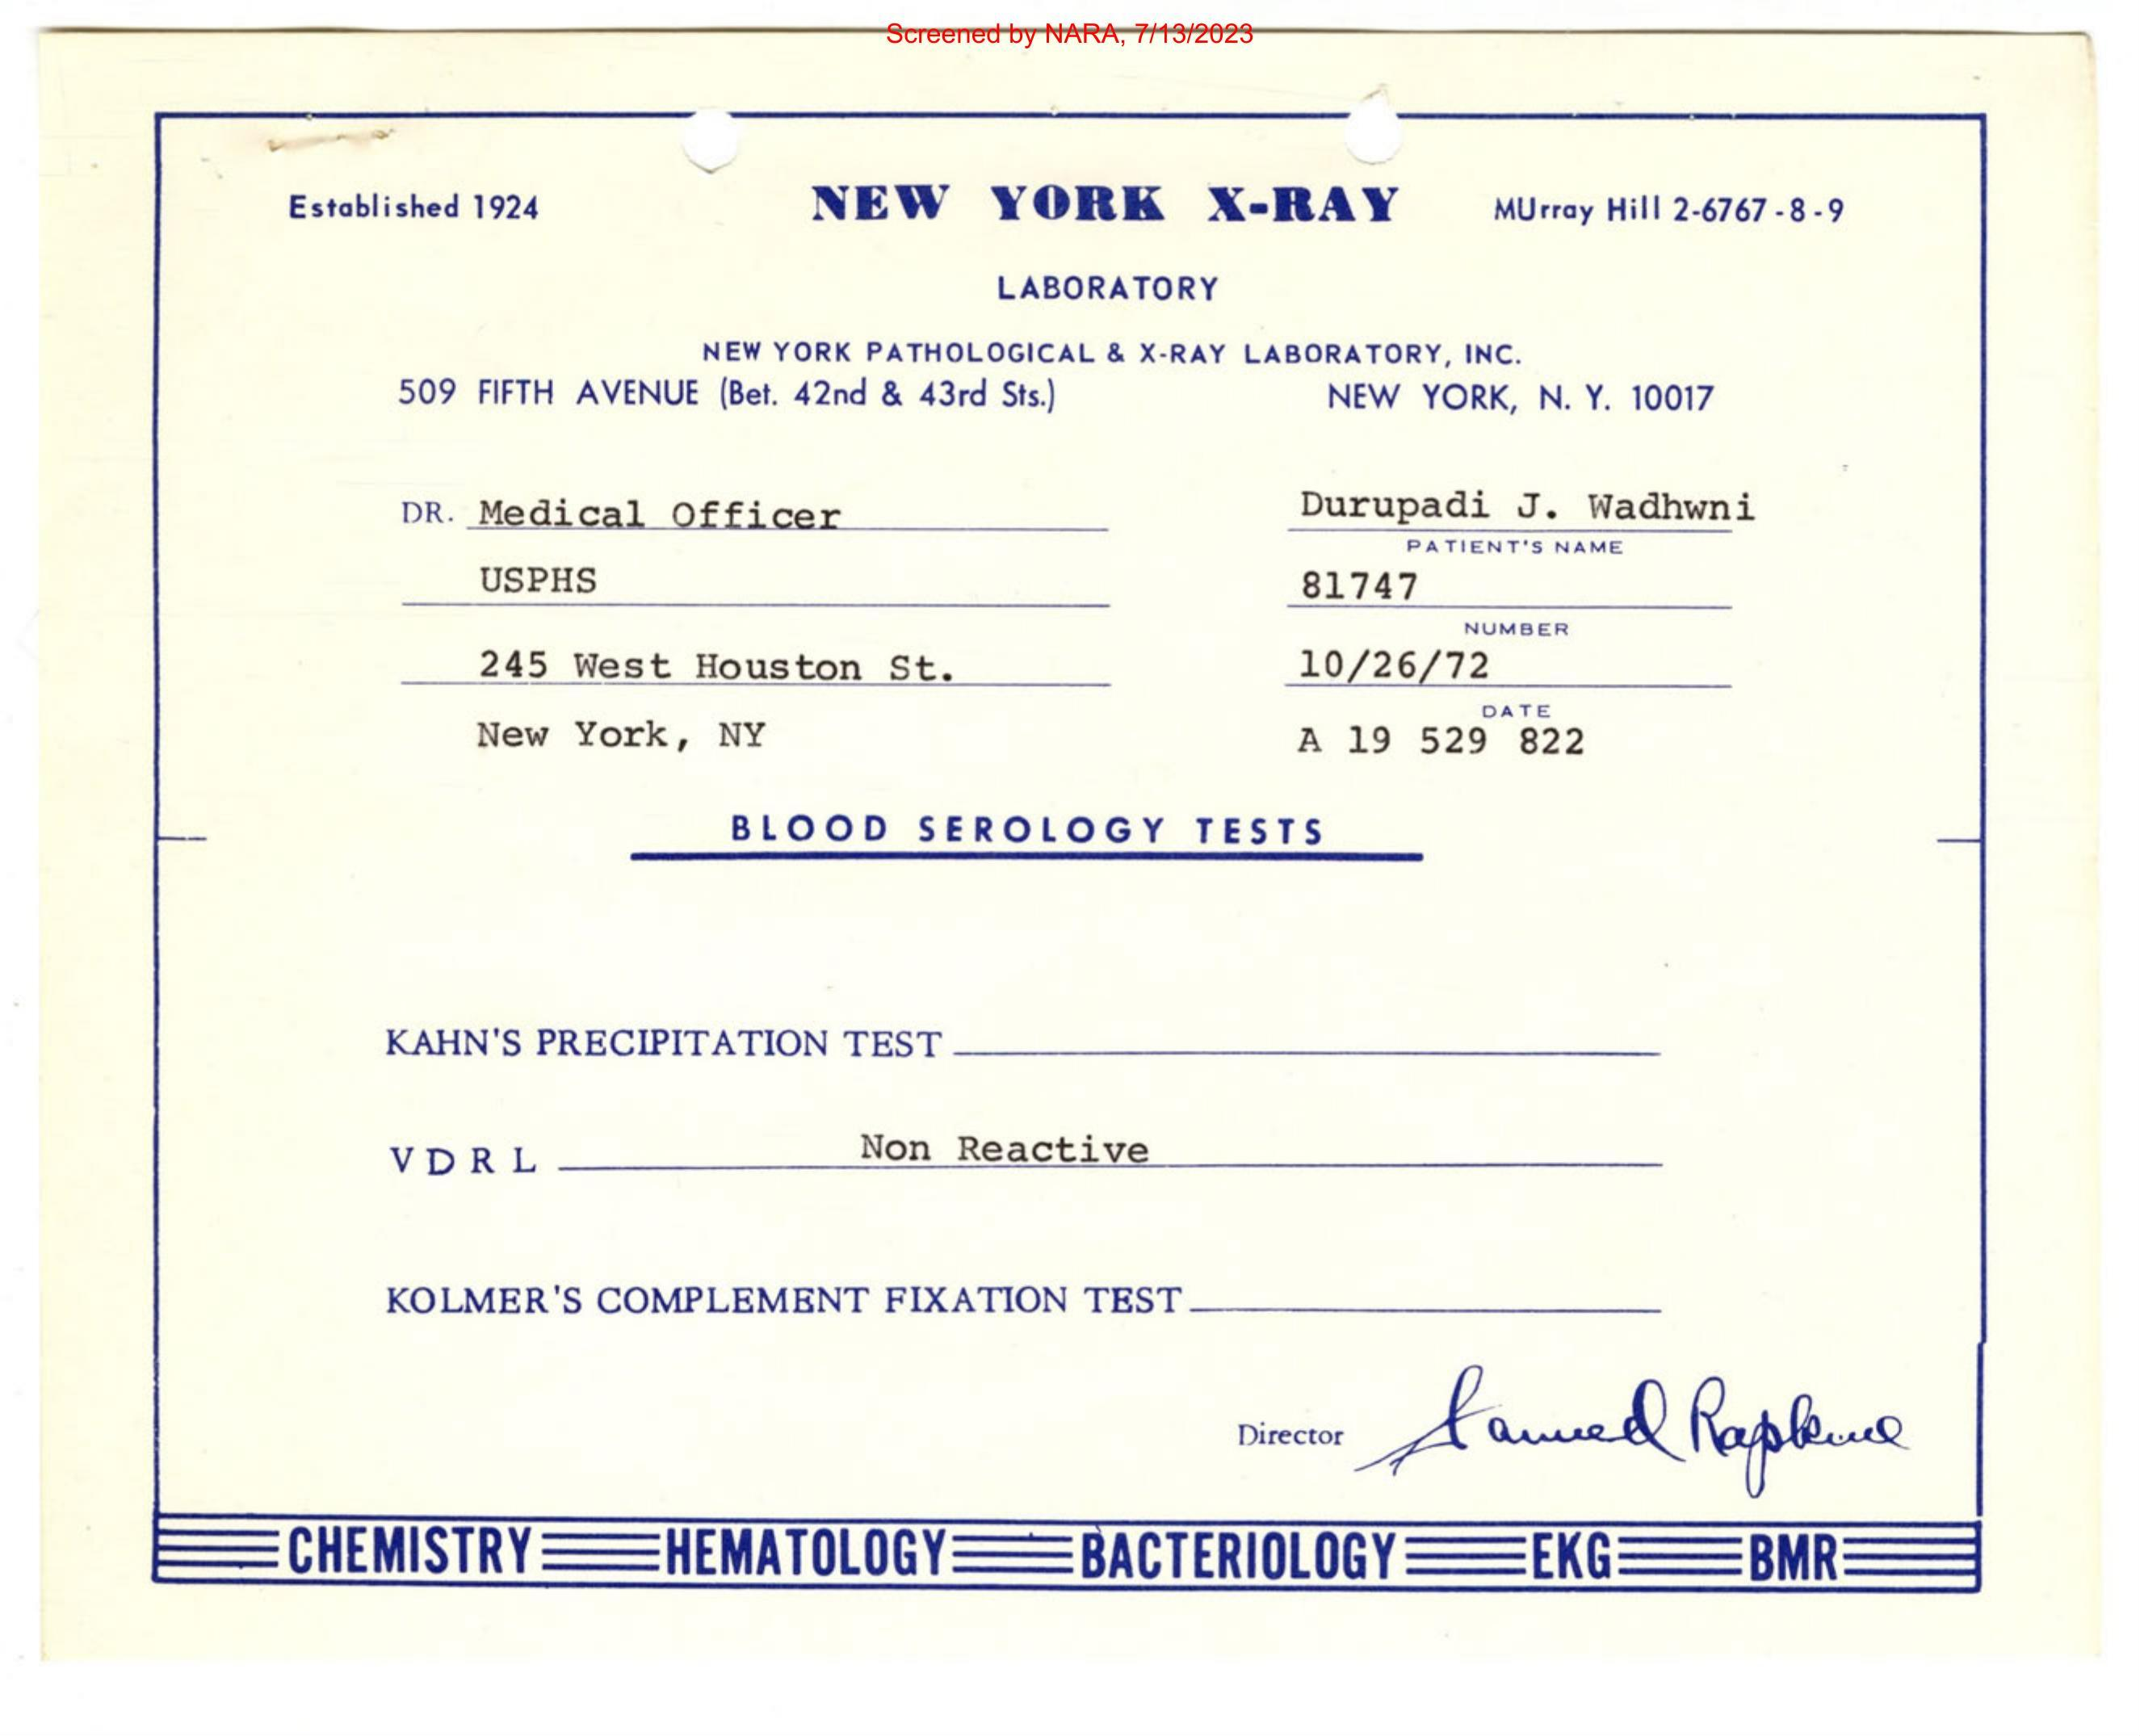 Screened by NARA, 7/13/2023
Established 1924
NEW YORK X-RAY
MUrray Hill 2-6767-8-9
LABORATORY
NEW YORK PATHOLOGICAL & X-RAY LABORATORY, INC.
509 FIFTH AVENUE (Bet. 42nd & 43rd Sts.)
NEW YORK, N. Y. 10017
DR. Medical Officer
Durupadi J. Wadhwni
PATIENT'S NAME
USPHS
81747
NUMBER
245 West Houston St.
10/26/72
DATE
New York, NY
A 19 529 822
BLOOD SEROLOGY TESTS
KAHN'S PRECIPITATION TEST
VDRL Non Reactive
KOLMER'S COMPLEMENT FIXATION TEST
Director
CHEMISTRY HEMATOLOGY BACTERIOLOGY EKG BMR